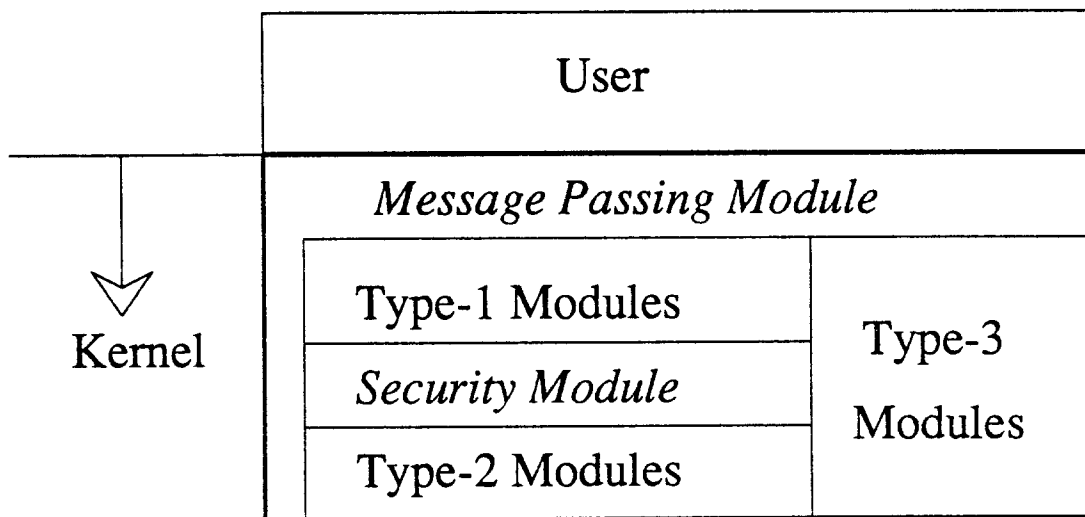 User
Message Passing Module
Type-1 Modules
Kernel
Security Module
Type-2 Modules
Type-3
Modules